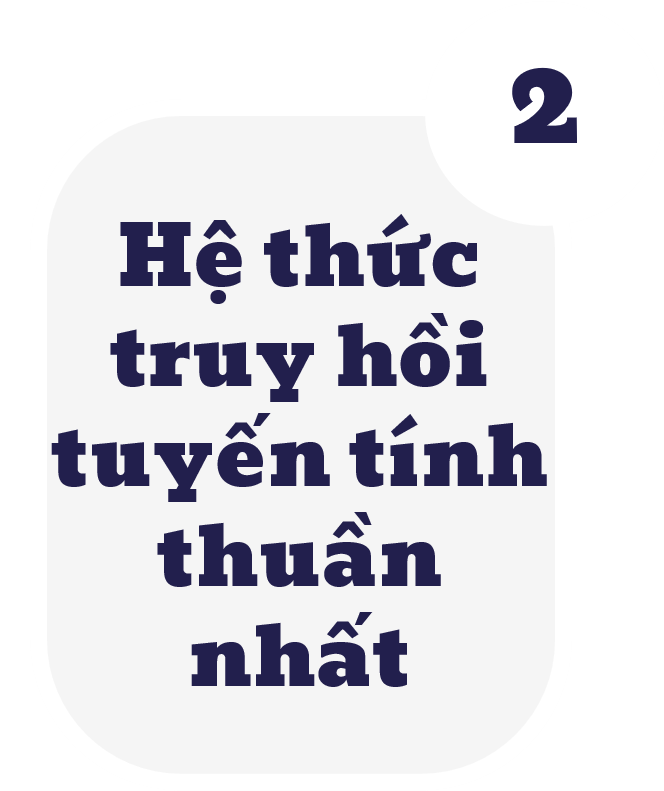 2
Hệ thức
truy hồi
tuyến tính
thuần
nhất